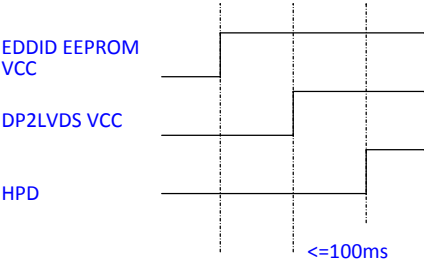 EDDID EEPROM
VCC
DP2LVDS VCC
HPD
<=100ms